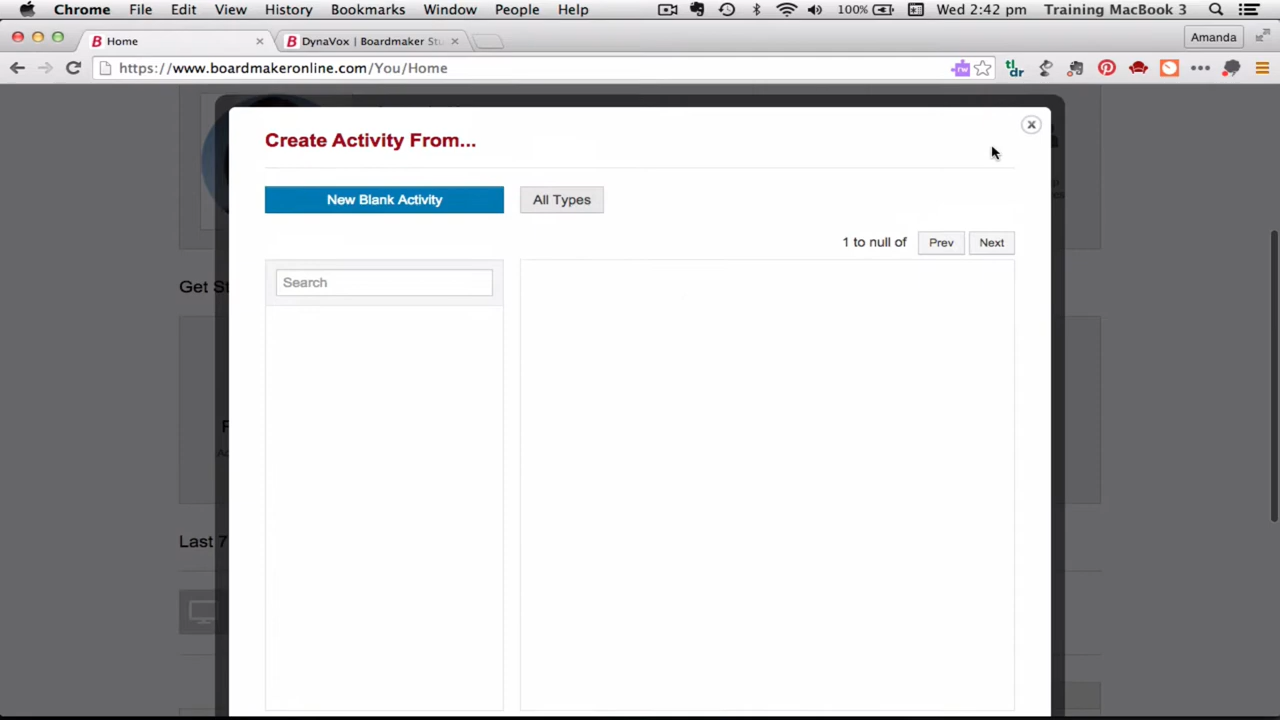 Chrome File Edit View History Bookmarks Window People Help 100% Wed 2:42 pm Training MacBook 3
B Home × B DynaVox | Boardmaker Stu × Amanda
https://www.boardmakeronline.com/You/Home
Create Activity From...
New Blank Activity All Types
1 to null of Prev Next
Get St
Search
Last 7